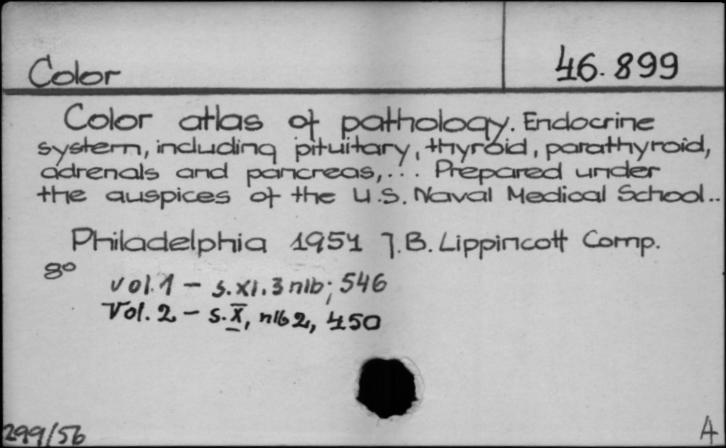 Color
46.899
Color atlas of pathology. Endocrine
system, including pituitary, thyroid, parathyroid,
adrenals and pancreas,... Prepared under
the auspices of the U.S. Naval Medical School..
Philadelphia 1954 J.B. Lippincott Comp.
8°
vol. 1 - s. XI. 3 nlb; 546
Vol. 2 - s. X, nlb 2, 450
299/56
A